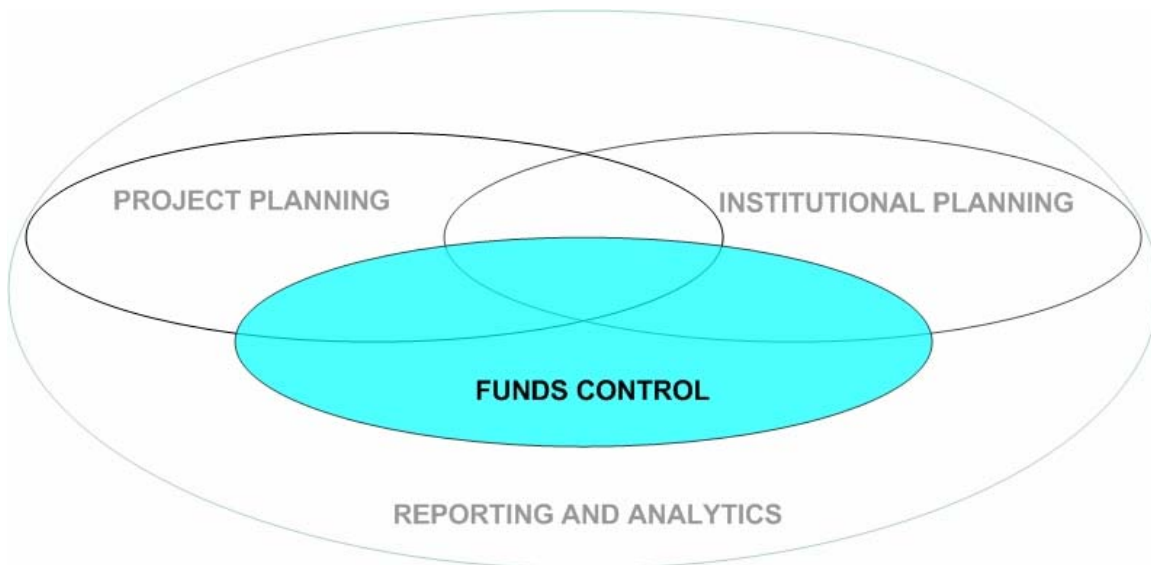 PROJECT PLANNING
INSTITUTIONAL PLANNING
FUNDS CONTROL
REPORTING AND ANALYTICS